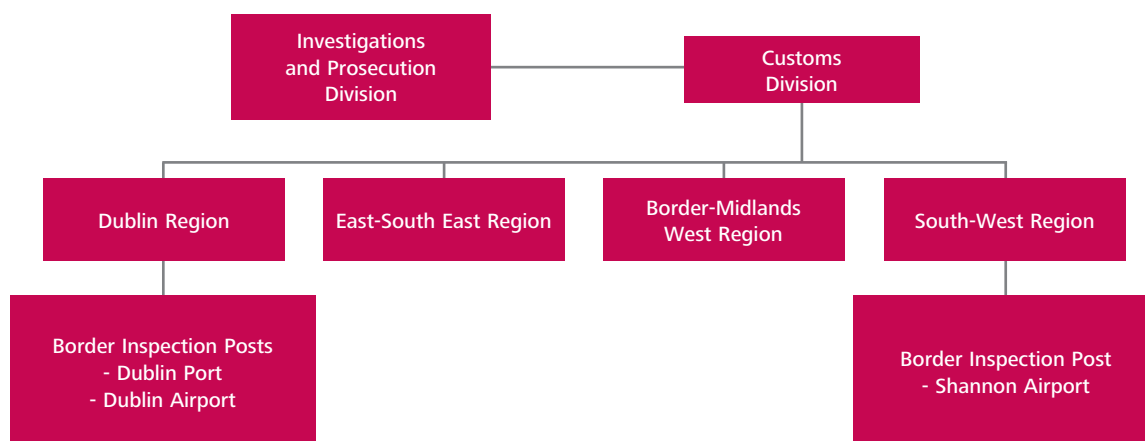 Investigations
and Prosecution
Division
Customs
Division
Dublin Region
East-South East Region
Border-Midlands
West Region
South-West Region
Border Inspection Posts
- Dublin Port
- Dublin Airport
Border Inspection Post
- Shannon Airport